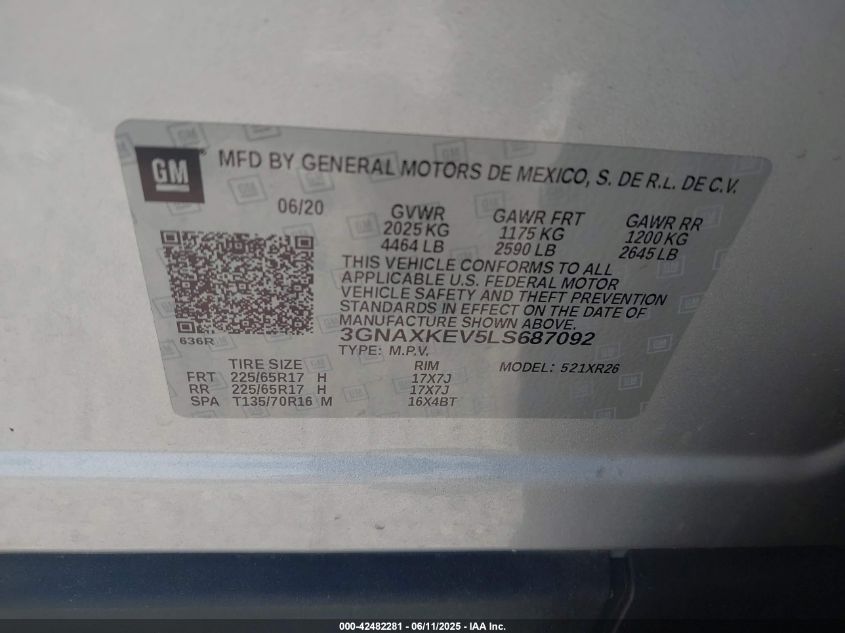 GM
MFD BY GENERAL MOTORS DE MEXICO, S. DE R.L. DE C.V.
06/20
GVWR GAWR FRT GAWR RR
2025 KG 1175 KG 1200 KG
4464 LB 2590 LB 2645 LB
THIS VEHICLE CONFORMS TO ALL
APPLICABLE U.S. FEDERAL MOTOR
VEHICLE SAFETY AND THEFT PREVENTION
STANDARDS IN EFFECT ON THE DATE OF
MANUFACTURE SHOWN ABOVE.
636R
3GNAXKEV5LS687092
TYPE: M.P.V. MODEL: 521XR26
TIRE SIZE RIM
FRT 225/65R17 H 17X7J
RR 225/65R17 H 17X7J
SPA T135/70R16 M 16X4BT
000-42482281 - 06/11/2025 - IAA Inc.